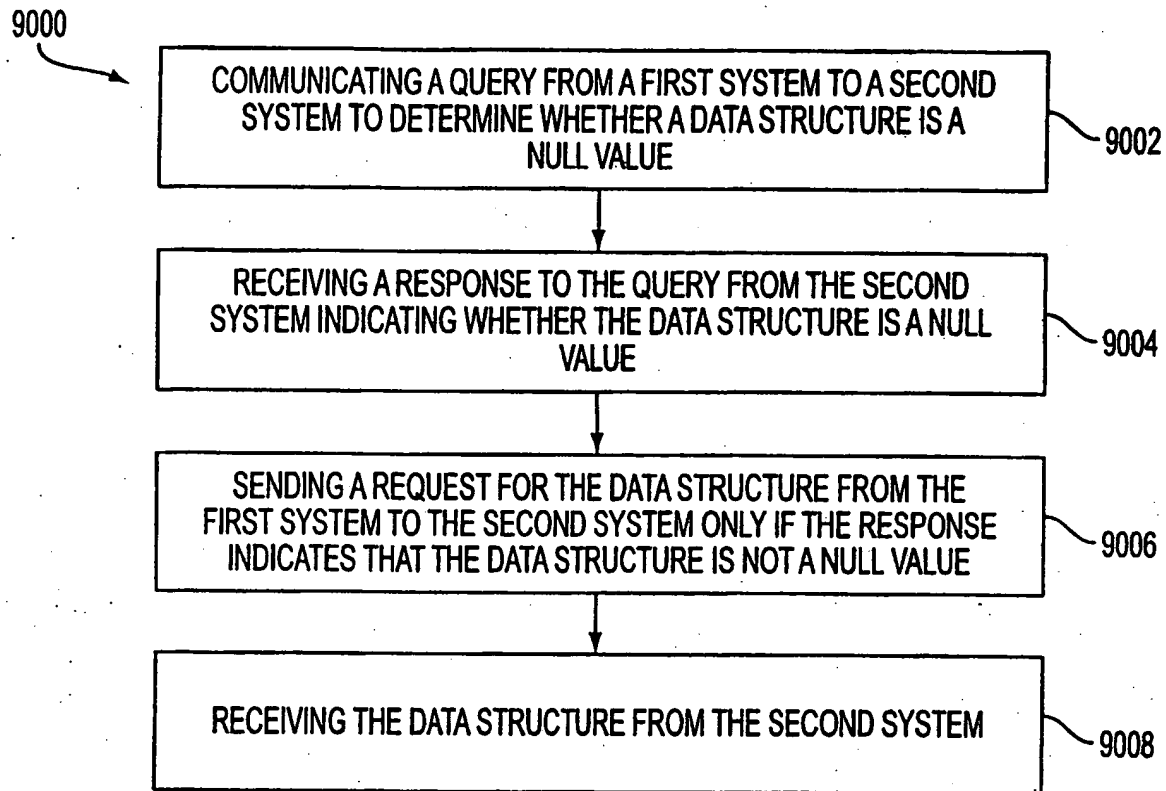 9000
COMMUNICATING A QUERY FROM A FIRST SYSTEM TO A SECOND
SYSTEM TO DETERMINE WHETHER A DATA STRUCTURE IS A
NULL VALUE
9002
RECEIVING A RESPONSE TO THE QUERY FROM THE SECOND
SYSTEM INDICATING WHETHER THE DATA STRUCTURE IS A NULL
VALUE
9004
SENDING A REQUEST FOR THE DATA STRUCTURE FROM THE
FIRST SYSTEM TO THE SECOND SYSTEM ONLY IF THE RESPONSE
INDICATES THAT THE DATA STRUCTURE IS NOT A NULL VALUE
9006
RECEIVING THE DATA STRUCTURE FROM THE SECOND SYSTEM
9008